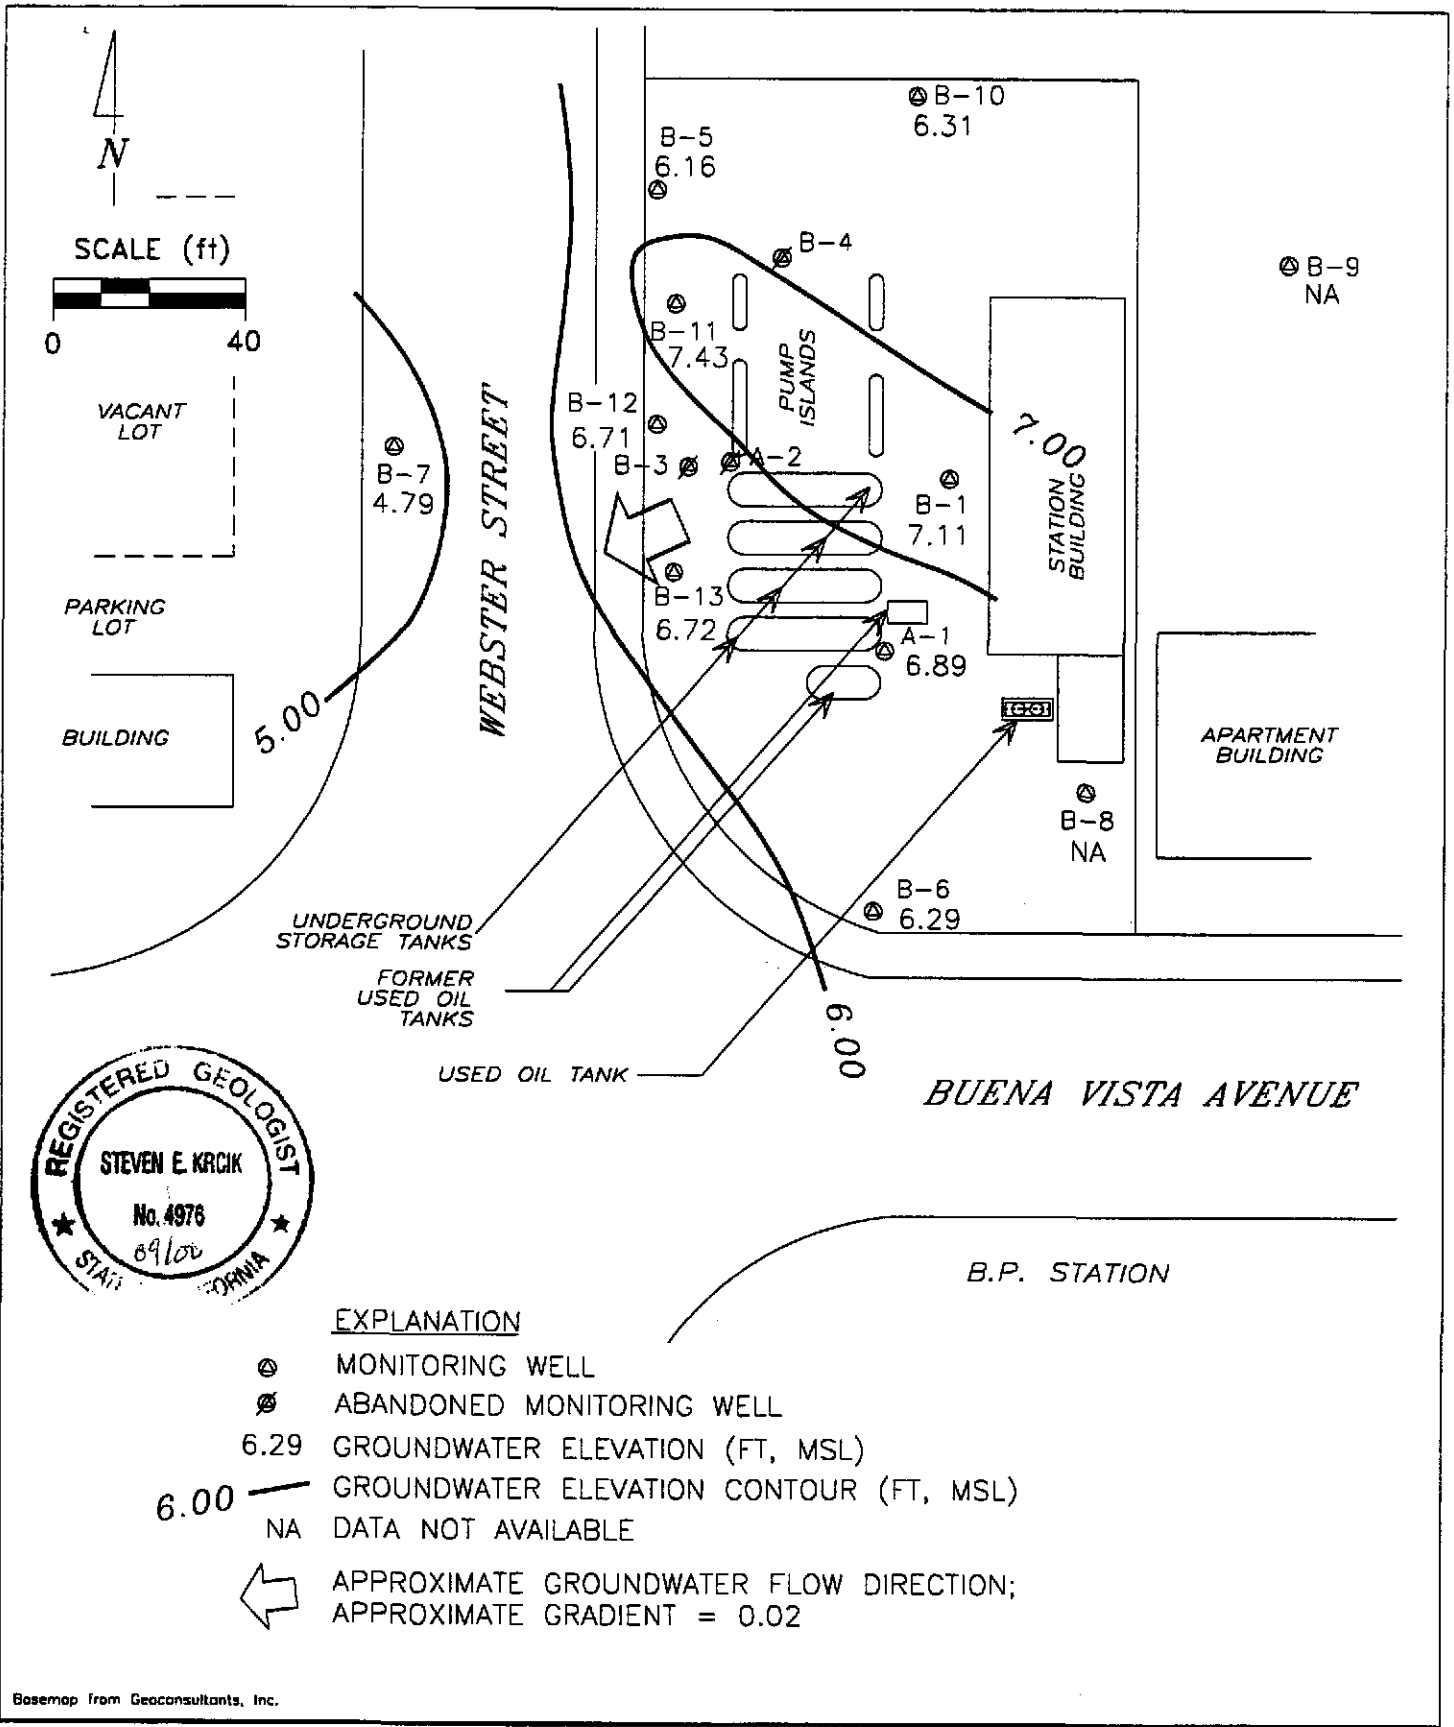 N
SCALE (ft)
0 40
VACANT
LOT
PARKING
LOT
BUILDING
5.00
B-7
4.79
WEBSTER STREET
B-10
6.31
B-5
6.16
B-4
B-9
NA
B-11
7.43
PUMP
ISLANDS
B-12
6.71
B-3
A-2
7.00
STATION
BUILDING
B-1
7.11
B-13
6.72
A-1
6.89
APARTMENT
BUILDING
B-8
NA
B-6
6.29
UNDERGROUND
STORAGE TANKS
FORMER
USED OIL
TANKS
USED OIL TANK
6.00
BUENA VISTA AVENUE
B.P. STATION
REGISTERED GEOLOGIST
STEVEN E. KRCIK
No. 4976
09/00
EXPLANATION
MONITORING WELL
ABANDONED MONITORING WELL
6.29 GROUNDWATER ELEVATION (FT, MSL)
6.00 GROUNDWATER ELEVATION CONTOUR (FT, MSL)
NA DATA NOT AVAILABLE
APPROXIMATE GROUNDWATER FLOW DIRECTION;
APPROXIMATE GRADIENT = 0.02
Basemap from Geoconsultants, Inc.